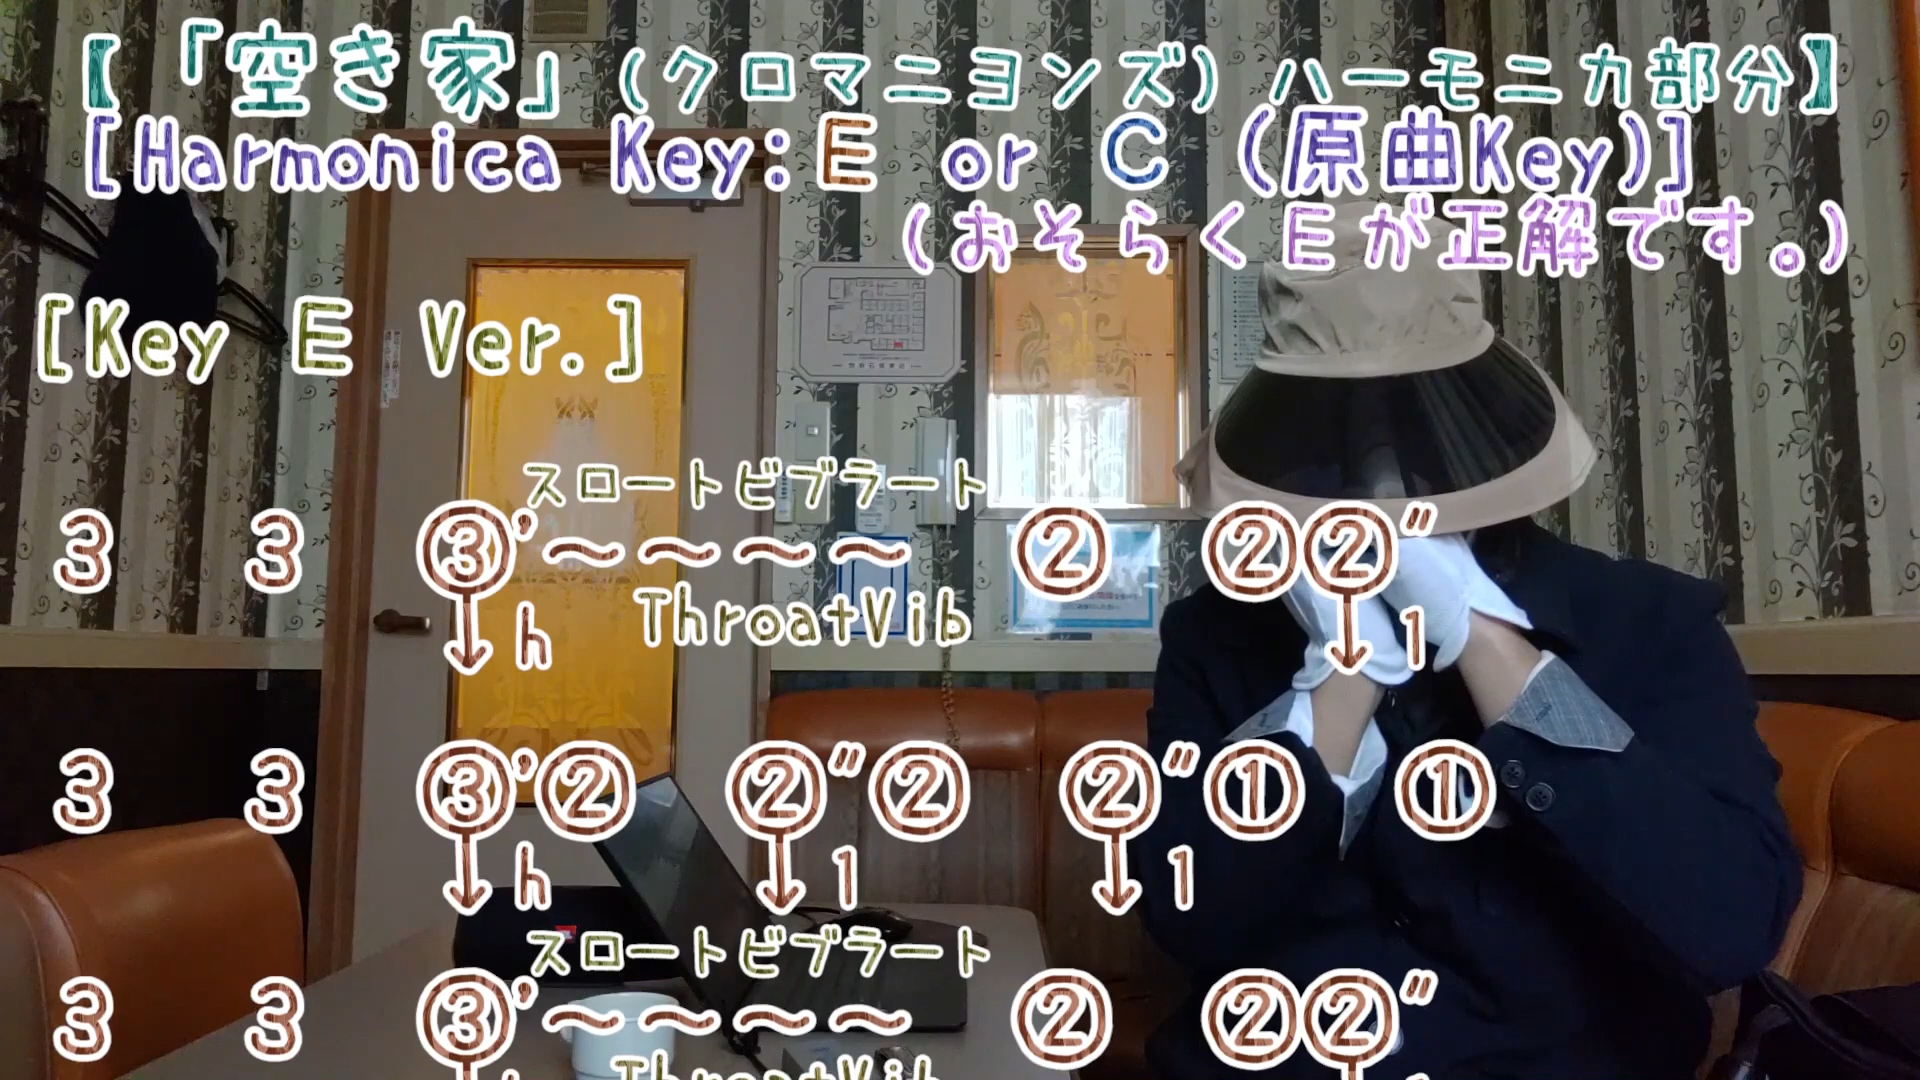 【「空き家」(クロマニヨンズ)ハーモニカ部分】
[Harmonica Key:E or C (原曲Key)]
(おそらくEが正解です。)
[Key E Ver.]
スロートビブラート
3 3 ③'〜〜〜〜 ② ②②"
↓h ThroatVib ↓1
3 3 ③'② ②"② ②"① ①
↓h ↓1 ↓1
スロートビブラート
3 3 ③'〜〜〜〜 ② ②②"
ThroatVib